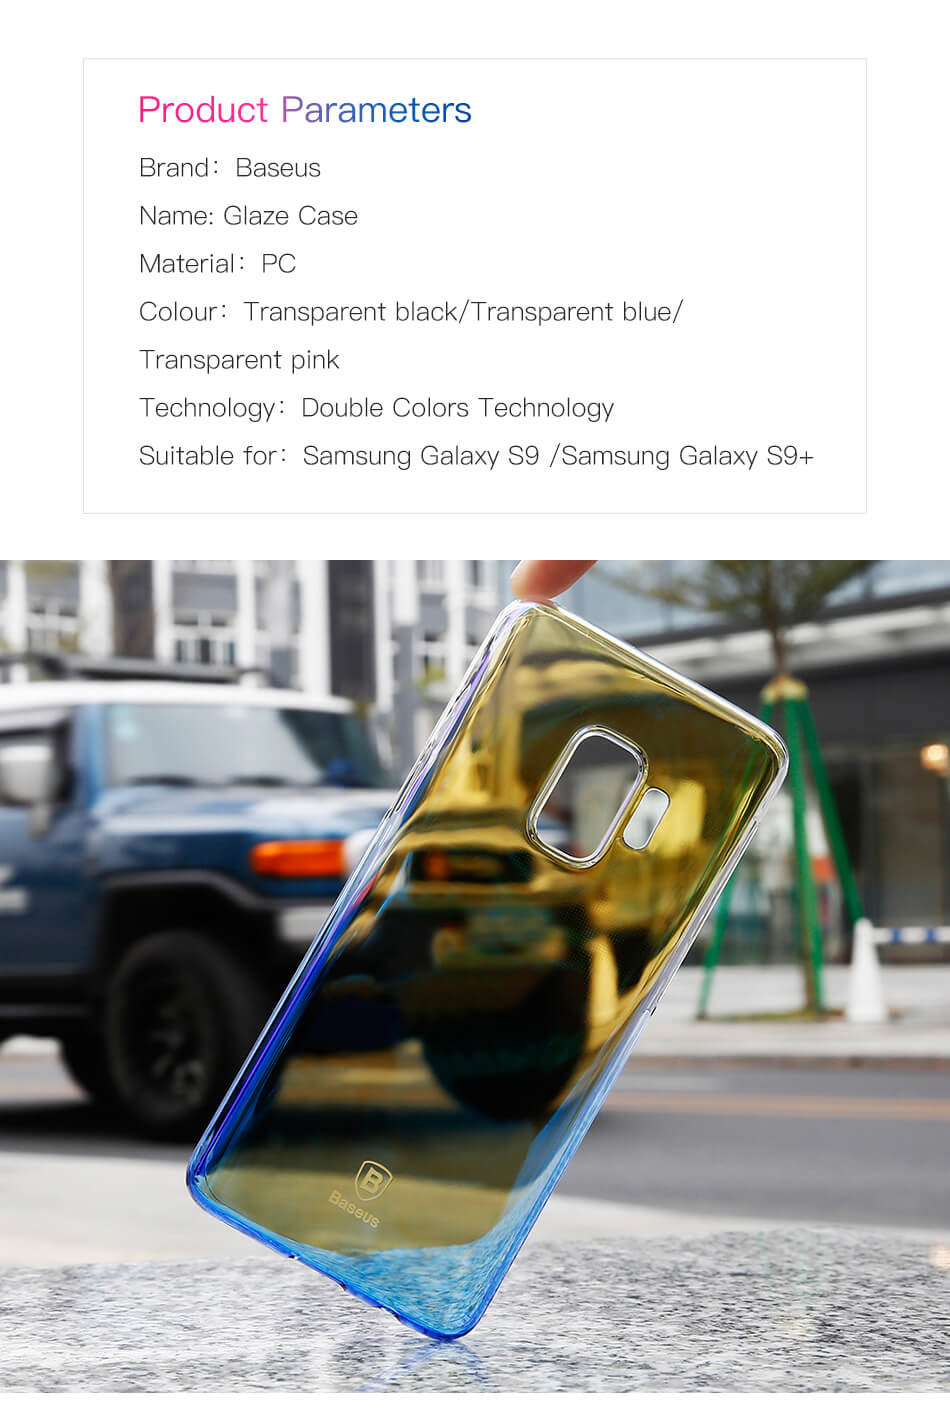 Product Parameters
Brand：Baseus
Name: Glaze Case
Material：PC
Colour：Transparent black/Transparent blue/
Transparent pink
Technology：Double Colors Technology
Suitable for：Samsung Galaxy S9 /Samsung Galaxy S9+
B
Baseus